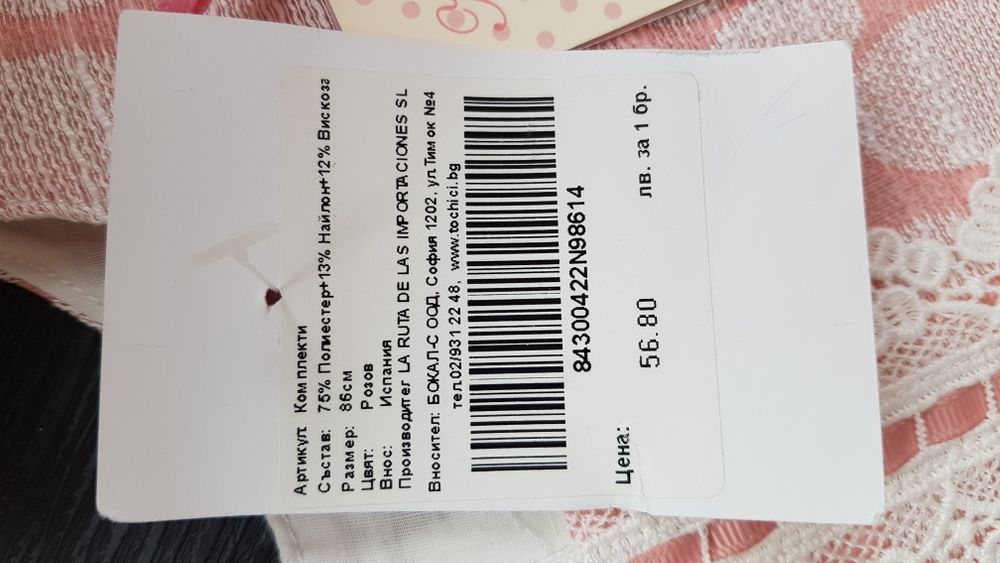 Артикул: Комплекти
Състав: 75% Полиестер+13% Найлон+12% Вискоза
Размер: 86см
Цвят: Розов
Внос: Испания
Производител: LA RUTA DE LAS IMPORTACIONES SL
Вносител: БОКАЛ-С ООД, София 1202, ул.Тимок №4
тел.02/931 22 48, www.tochici.bg
84300422N98614
Цена: 56.80 лв. за 1 бр.